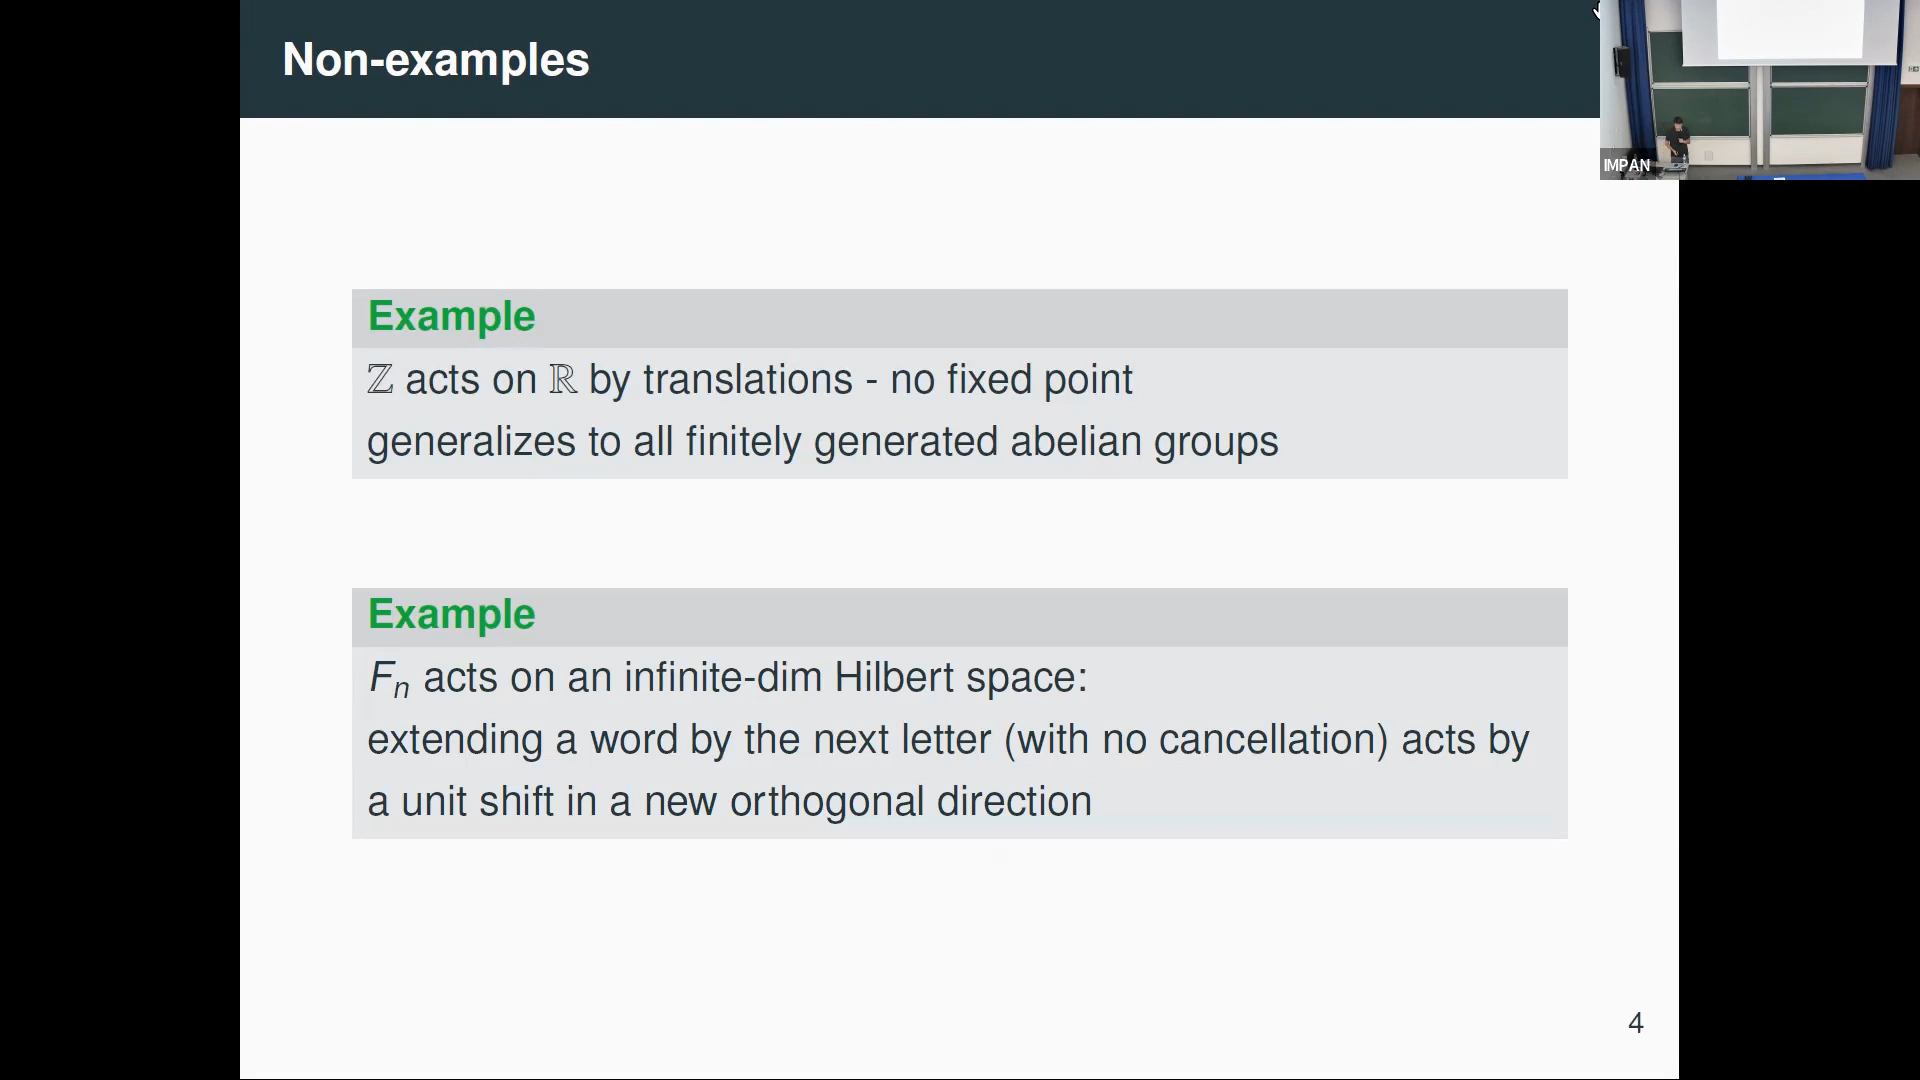 Non-examples
IMPAN
Example
ℤ acts on ℝ by translations - no fixed point
generalizes to all finitely generated abelian groups
Example
Fₙ acts on an infinite-dim Hilbert space:
extending a word by the next letter (with no cancellation) acts by
a unit shift in a new orthogonal direction
4